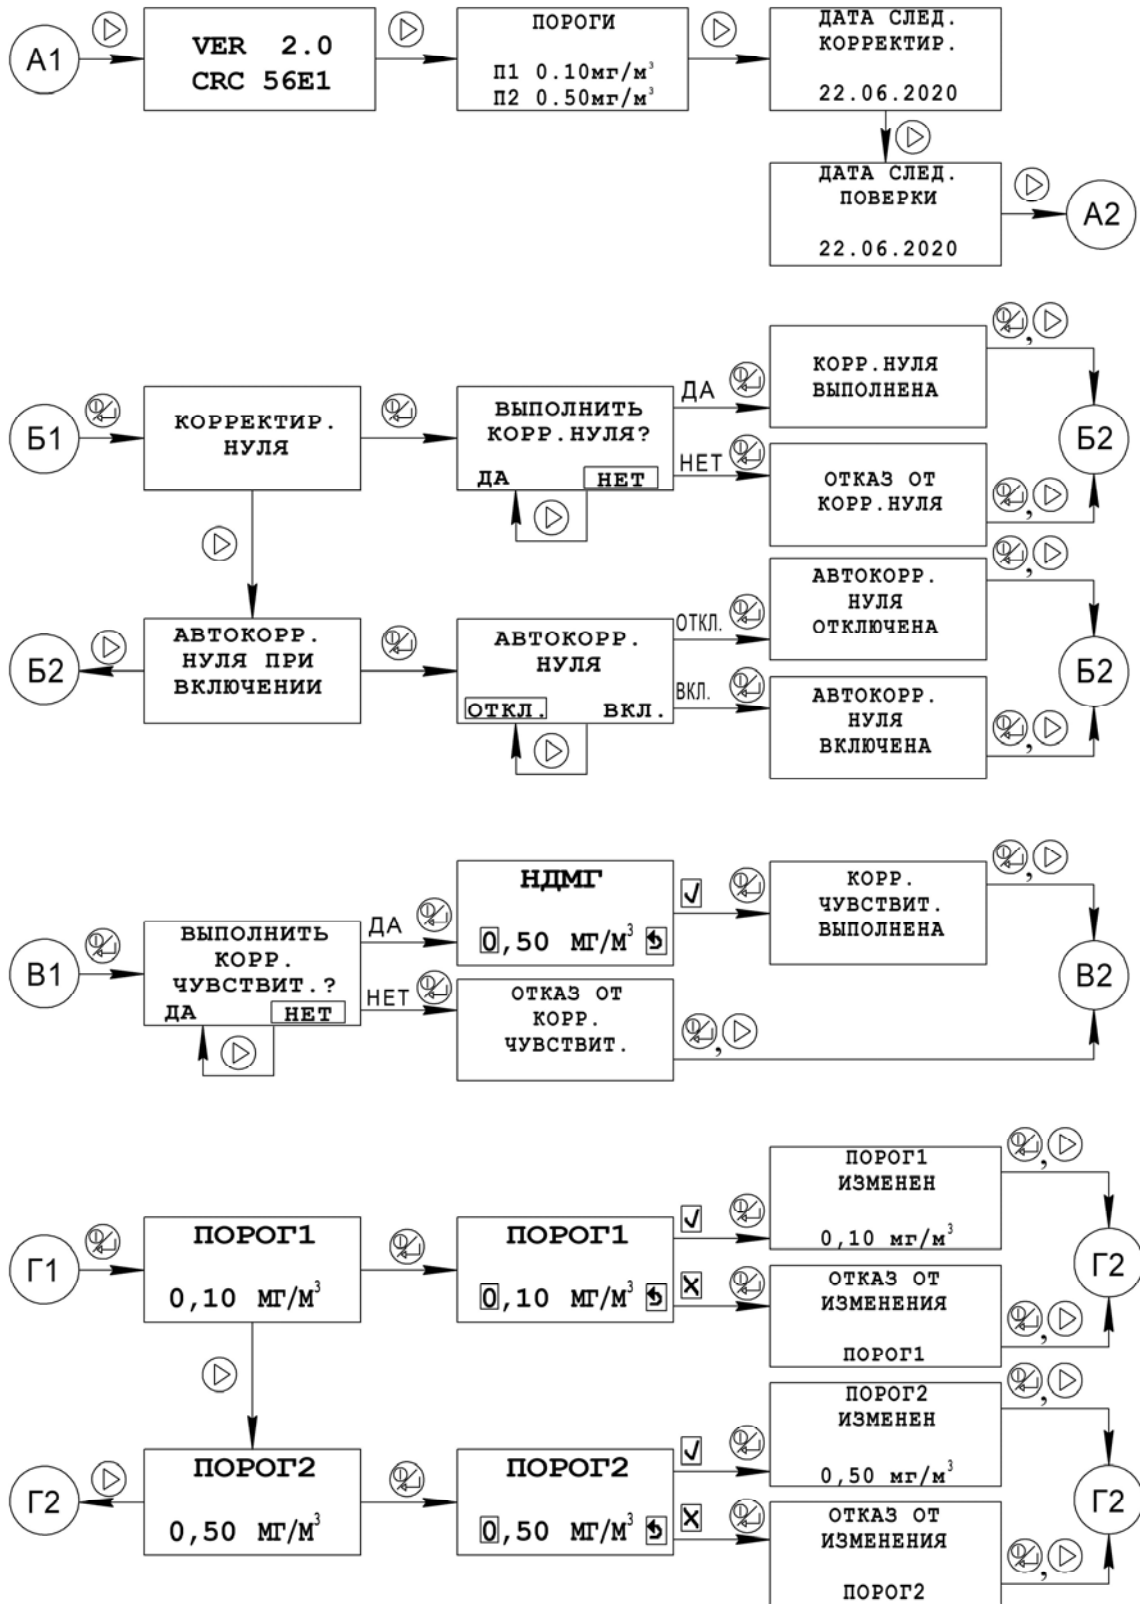 А1
VER 2.0
CRC 56E1
ПОРОГИ
П1 0.10мг/м³
П2 0.50мг/м³
ДАТА СЛЕД.
КОРРЕКТИР.
22.06.2020
ДАТА СЛЕД.
ПОВЕРКИ
22.06.2020
А2
Б1
КОРРЕКТИР.
НУЛЯ
ВЫПОЛНИТЬ
КОРР.НУЛЯ?
ДА НЕТ
ДА
КОРР.НУЛЯ
ВЫПОЛНЕНА
НЕТ
ОТКАЗ ОТ
КОРР.НУЛЯ
Б2
Б2
АВТОКОРР.
НУЛЯ ПРИ
ВКЛЮЧЕНИИ
АВТОКОРР.
НУЛЯ
ОТКЛ. ВКЛ.
ОТКЛ.
АВТОКОРР.
НУЛЯ
ОТКЛЮЧЕНА
ВКЛ.
АВТОКОРР.
НУЛЯ
ВКЛЮЧЕНА
Б2
В1
ВЫПОЛНИТЬ
КОРР.
ЧУВСТВИТ.?
ДА НЕТ
ДА
НДМГ
0,50 МГ/М³
КОРР.
ЧУВСТВИТ.
ВЫПОЛНЕНА
НЕТ
ОТКАЗ ОТ
КОРР.
ЧУВСТВИТ.
В2
Г1
ПОРОГ1
0,10 МГ/М³
ПОРОГ1
0,10 МГ/М³
ПОРОГ1
ИЗМЕНЕН
0,10 мг/м³
ОТКАЗ ОТ
ИЗМЕНЕНИЯ
ПОРОГ1
Г2
Г2
ПОРОГ2
0,50 МГ/М³
ПОРОГ2
0,50 МГ/М³
ПОРОГ2
ИЗМЕНЕН
0,50 мг/м³
ОТКАЗ ОТ
ИЗМЕНЕНИЯ
ПОРОГ2
Г2